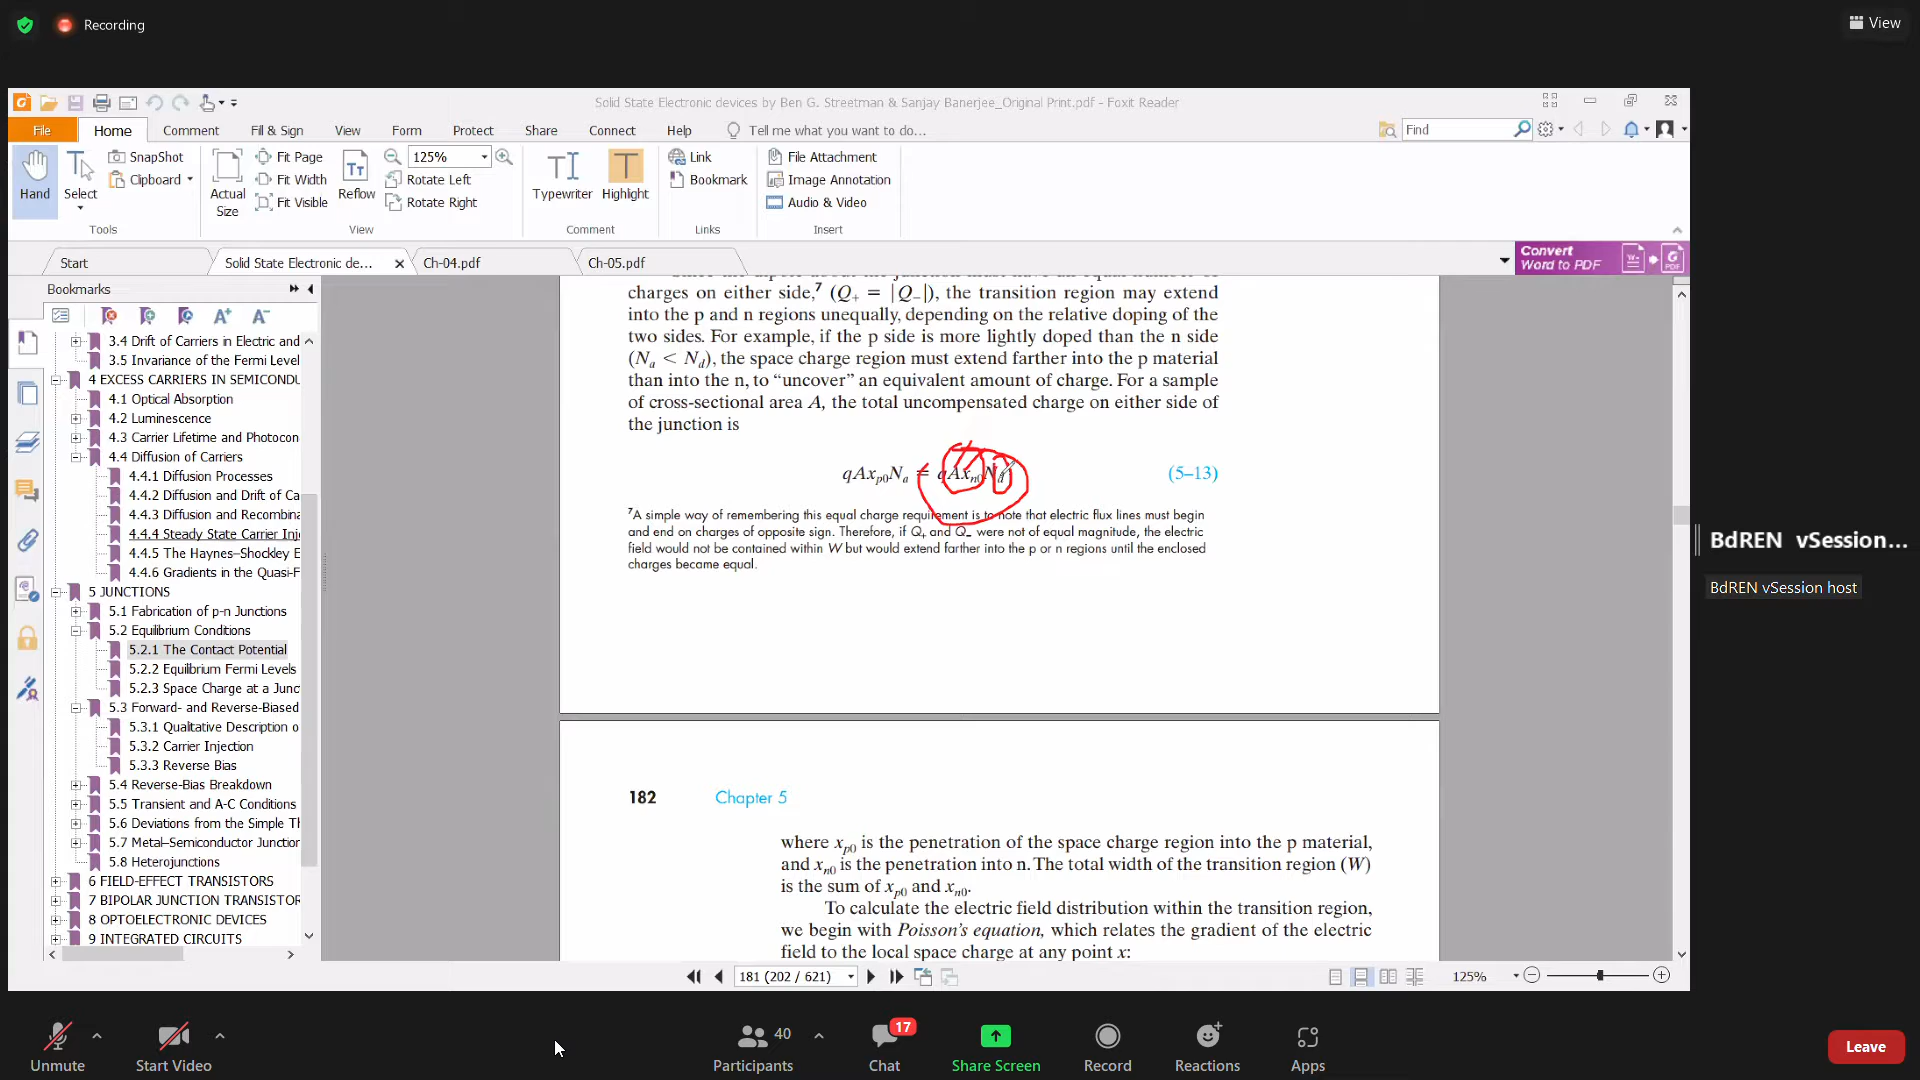 Recording
View
Solid State Electronic devices by Ben G. Streetman & Sanjay Banerjee_Original Print.pdf - Foxit Reader
File Home Comment Fill & Sign View Form Protect Share Connect Help Tell me what you want to do... Find
Hand Select SnapShot Clipboard Actual Size Fit Page Fit Width Fit Visible Reflow 125% Rotate Left Rotate Right Typewriter Highlight Link Bookmark File Attachment Image Annotation Audio & Video
Tools View Comment Links Insert
Start Solid State Electronic de... Ch-04.pdf Ch-05.pdf
Convert
Word to PDF
Bookmarks
3.4 Drift of Carriers in Electric and
3.5 Invariance of the Fermi Level
4 EXCESS CARRIERS IN SEMICONDU
4.1 Optical Absorption
4.2 Luminescence
4.3 Carrier Lifetime and Photocon
4.4 Diffusion of Carriers
4.4.1 Diffusion Processes
4.4.2 Diffusion and Drift of Ca
4.4.3 Diffusion and Recombina
4.4.4 Steady State Carrier Inj
4.4.5 The Haynes–Shockley E
4.4.6 Gradients in the Quasi-F
5 JUNCTIONS
5.1 Fabrication of p-n Junctions
5.2 Equilibrium Conditions
5.2.1 The Contact Potential
5.2.2 Equilibrium Fermi Levels
5.2.3 Space Charge at a Junc
5.3 Forward- and Reverse-Biased
5.3.1 Qualitative Description o
5.3.2 Carrier Injection
5.3.3 Reverse Bias
5.4 Reverse-Bias Breakdown
5.5 Transient and A-C Conditions
5.6 Deviations from the Simple Th
5.7 Metal–Semiconductor Junction
5.8 Heterojunctions
6 FIELD-EFFECT TRANSISTORS
7 BIPOLAR JUNCTION TRANSISTOR
8 OPTOELECTRONIC DEVICES
9 INTEGRATED CIRCUITS
charges on either side,⁷ (Q₊ = |Q₋|), the transition region may extend
into the p and n regions unequally, depending on the relative doping of the
two sides. For example, if the p side is more lightly doped than the n side
(Na < Nd), the space charge region must extend farther into the p material
than into the n, to “uncover” an equivalent amount of charge. For a sample
of cross-sectional area A, the total uncompensated charge on either side of
the junction is
qAxp0Na = qAxn0Nd (5–13)
⁷A simple way of remembering this equal charge requirement is to note that electric flux lines must begin
and end on charges of opposite sign. Therefore, if Q₊ and Q₋ were not of equal magnitude, the electric
field would not be contained within W but would extend farther into the p or n regions until the enclosed
charges became equal.
182 Chapter 5
where xp0 is the penetration of the space charge region into the p material,
and xn0 is the penetration into n. The total width of the transition region (W)
is the sum of xp0 and xn0.
To calculate the electric field distribution within the transition region,
we begin with Poisson’s equation, which relates the gradient of the electric
field to the local space charge at any point x:
181 (202 / 621) 125%
BdREN vSession...
BdREN vSession host
Unmute Start Video Participants 40 Chat 17 Share Screen Record Reactions Apps Leave